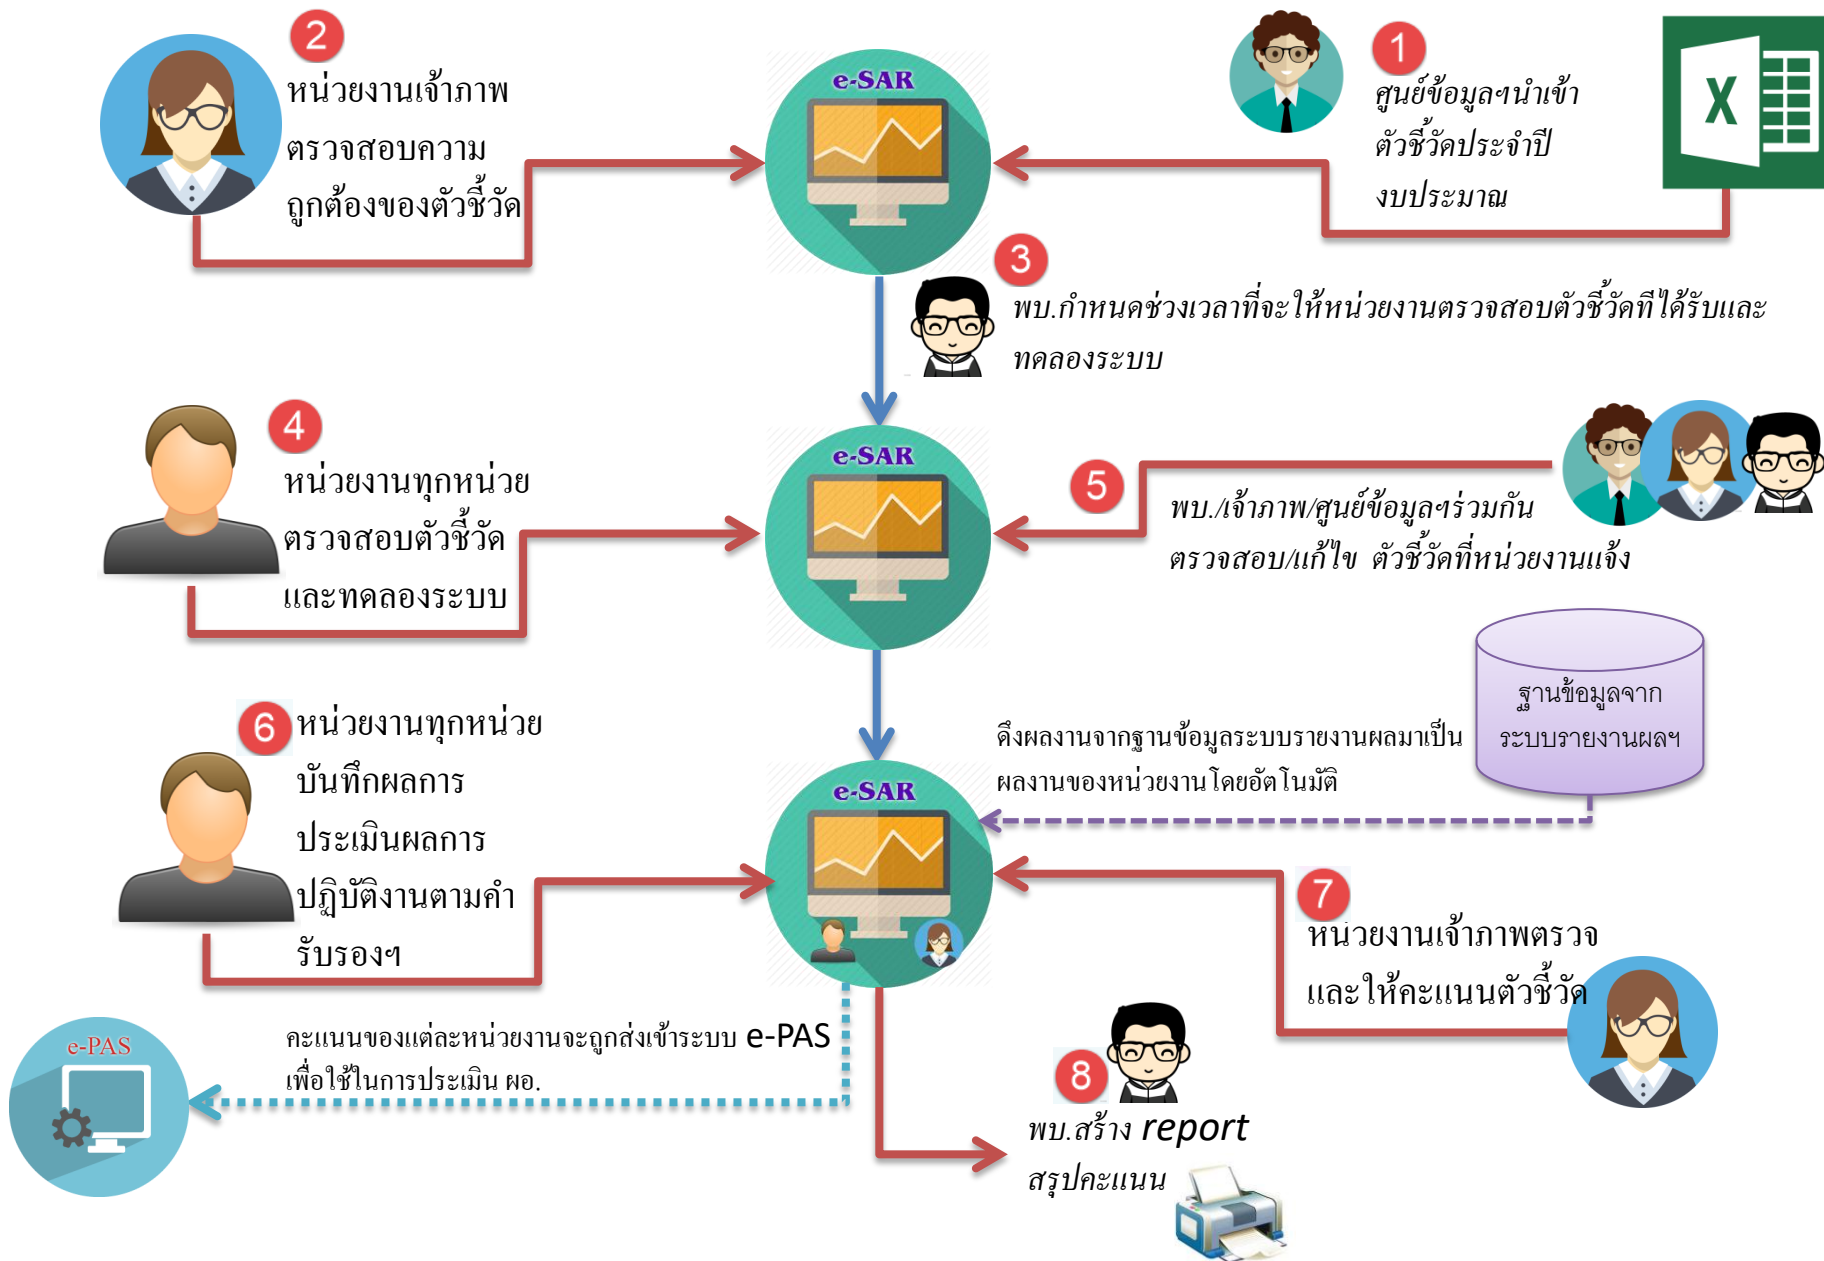 1
ศูนย์ข้อมูลฯนำเข้า
ตัวชี้วัดประจำปี
งบประมาณ
X
2
หน่วยงานเจ้าภาพ
ตรวจสอบความ
ถูกต้องของตัวชี้วัด
e-SAR
3
พบ.กำหนดช่วงเวลาที่จะให้หน่วยงานตรวจสอบตัวชี้วัดทีได้รับและ
ทดลองระบบ
4
หน่วยงานทุกหน่วย
ตรวจสอบตัวชี้วัด
และทดลองระบบ
e-SAR
5
พบ./เจ้าภาพ/ศูนย์ข้อมูลฯร่วมกัน
ตรวจสอบ/แก้ไข ตัวชี้วัดที่หน่วยงานแจ้ง
6
หน่วยงานทุกหน่วย
บันทึกผลการ
ประเมินผลการ
ปฏิบัติงานตามคำ
รับรองฯ
e-SAR
ดึงผลงานจากฐานข้อมูลระบบรายงานผลมาเป็น
ผลงานของหน่วยงานโดยอัตโนมัติ
ฐานข้อมูลจาก
ระบบรายงานผลฯ
7
หน่วยงานเจ้าภาพตรวจ
และให้คะแนนตัวชี้วัด
e-PAS
คะแนนของแต่ละหน่วยงานจะถูกส่งเข้าระบบ e-PAS
เพื่อใช้ในการประเมิน ผอ.
8
พบ.สร้าง report
สรุปคะแนน